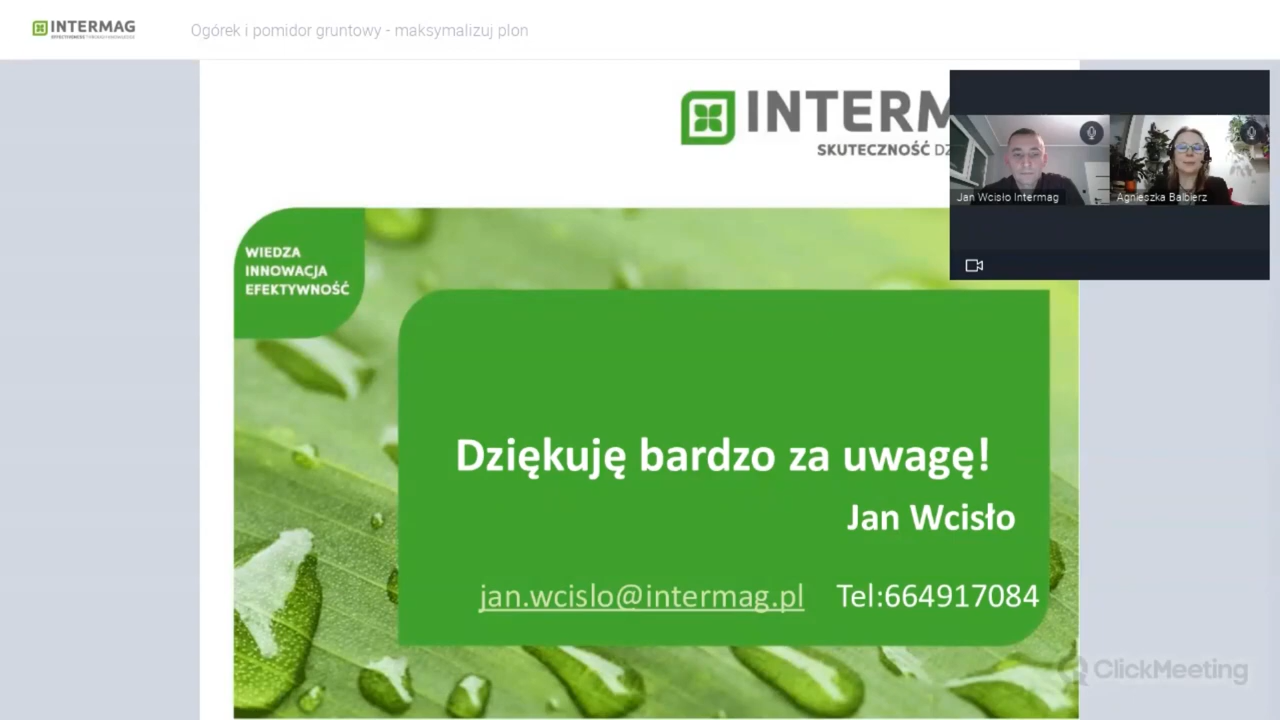 INTERMAG
Ogórek i pomidor gruntowy - maksymalizuj plon
INTERM
SKUTECZNOŚĆ DZ
Jan Wcisło Intermag
Agnieszka Balbierz
WIEDZA
INNOWACJA
EFEKTYWNOŚĆ
Dziękuję bardzo za uwagę!
Jan Wcisło
jan.wcislo@intermag.pl Tel:664917084
ClickMeeting